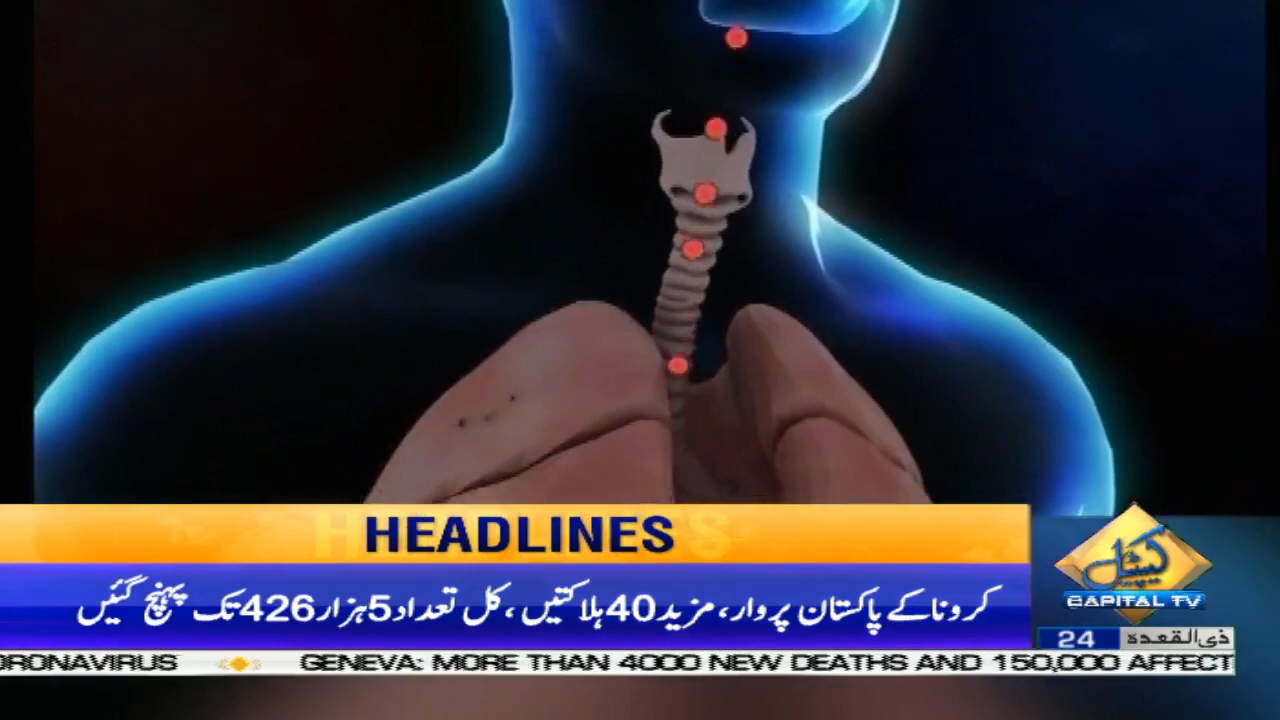 HEADLINES
کرونا کے پاکستان پر وار، مزید 40 ہلاکتیں، کل تعداد 5 ہزار 426 تک پہنچ گئیں
کیپیٹل
CAPITAL TV
24 ذی القعدہ
ORONAVIRUS GENEVA: MORE THAN 4000 NEW DEATHS AND 150,000 AFFECT